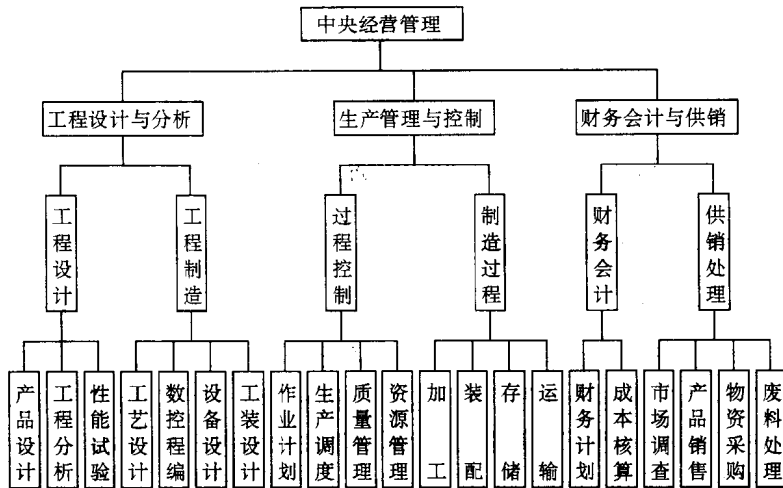 中央经营管理
工程设计与分析
生产管理与控制
财务会计与供销
工程设计
工程制造
过程控制
制造过程
财务会计
供销处理
产品设计
工程分析
性能试验
工艺设计
数控程编
设备设计
工装设计
作业计划
生产调度
质量管理
资源管理
加工
装配
存储
运输
财务计划
成本核算
市场调查
产品销售
物资采购
废料处理